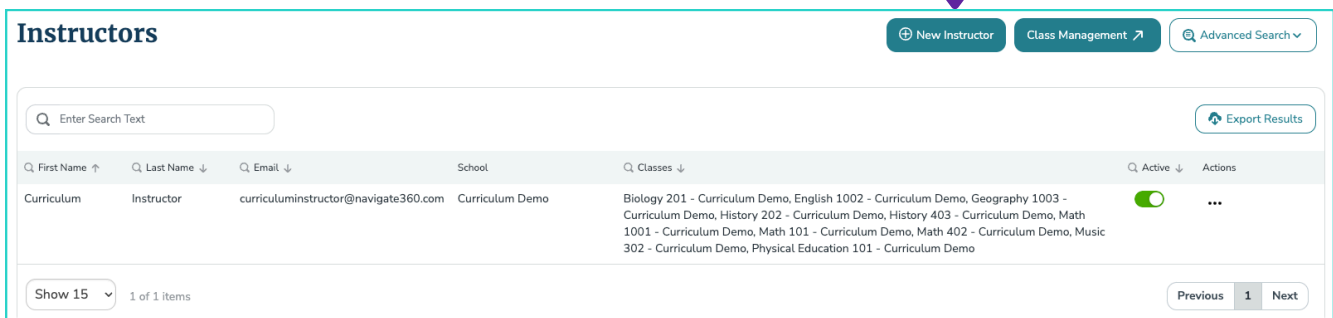 Instructors
New Instructor
Class Management
Advanced Search
Enter Search Text
Export Results
First Name Last Name Email School Classes Active Actions
Curriculum Instructor curriculuminstructor@navigate360.com Curriculum Demo Biology 201 - Curriculum Demo, English 1002 - Curriculum Demo, Geography 1003 -
Curriculum Demo, History 202 - Curriculum Demo, History 403 - Curriculum Demo, Math
1001 - Curriculum Demo, Math 101 - Curriculum Demo, Math 402 - Curriculum Demo, Music
302 - Curriculum Demo, Physical Education 101 - Curriculum Demo
Show 15 1 of 1 items
Previous 1 Next